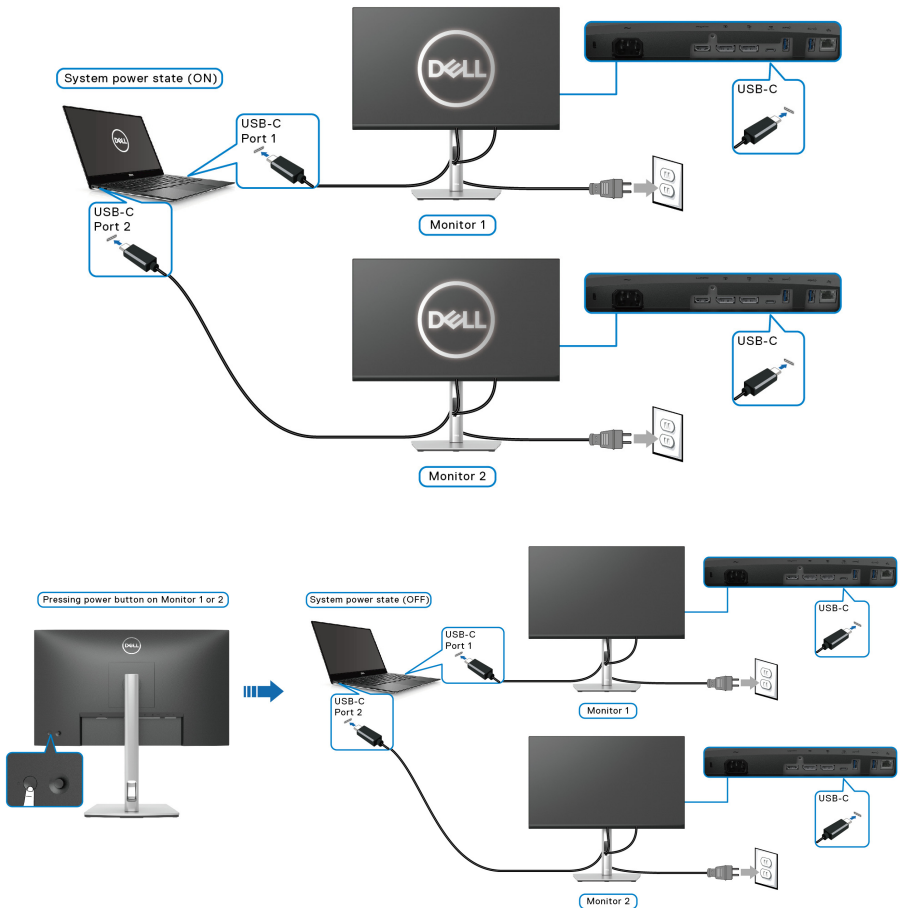 System power state (ON)
DELL
DELL
USB-C
Port 1
USB-C
Monitor 1
USB-C
Port 2
DELL
USB-C
Monitor 2
Pressing power button on Monitor 1 or 2
DELL
System power state (OFF)
USB-C
Port 1
USB-C
Monitor 1
USB-C
Port 2
USB-C
Monitor 2